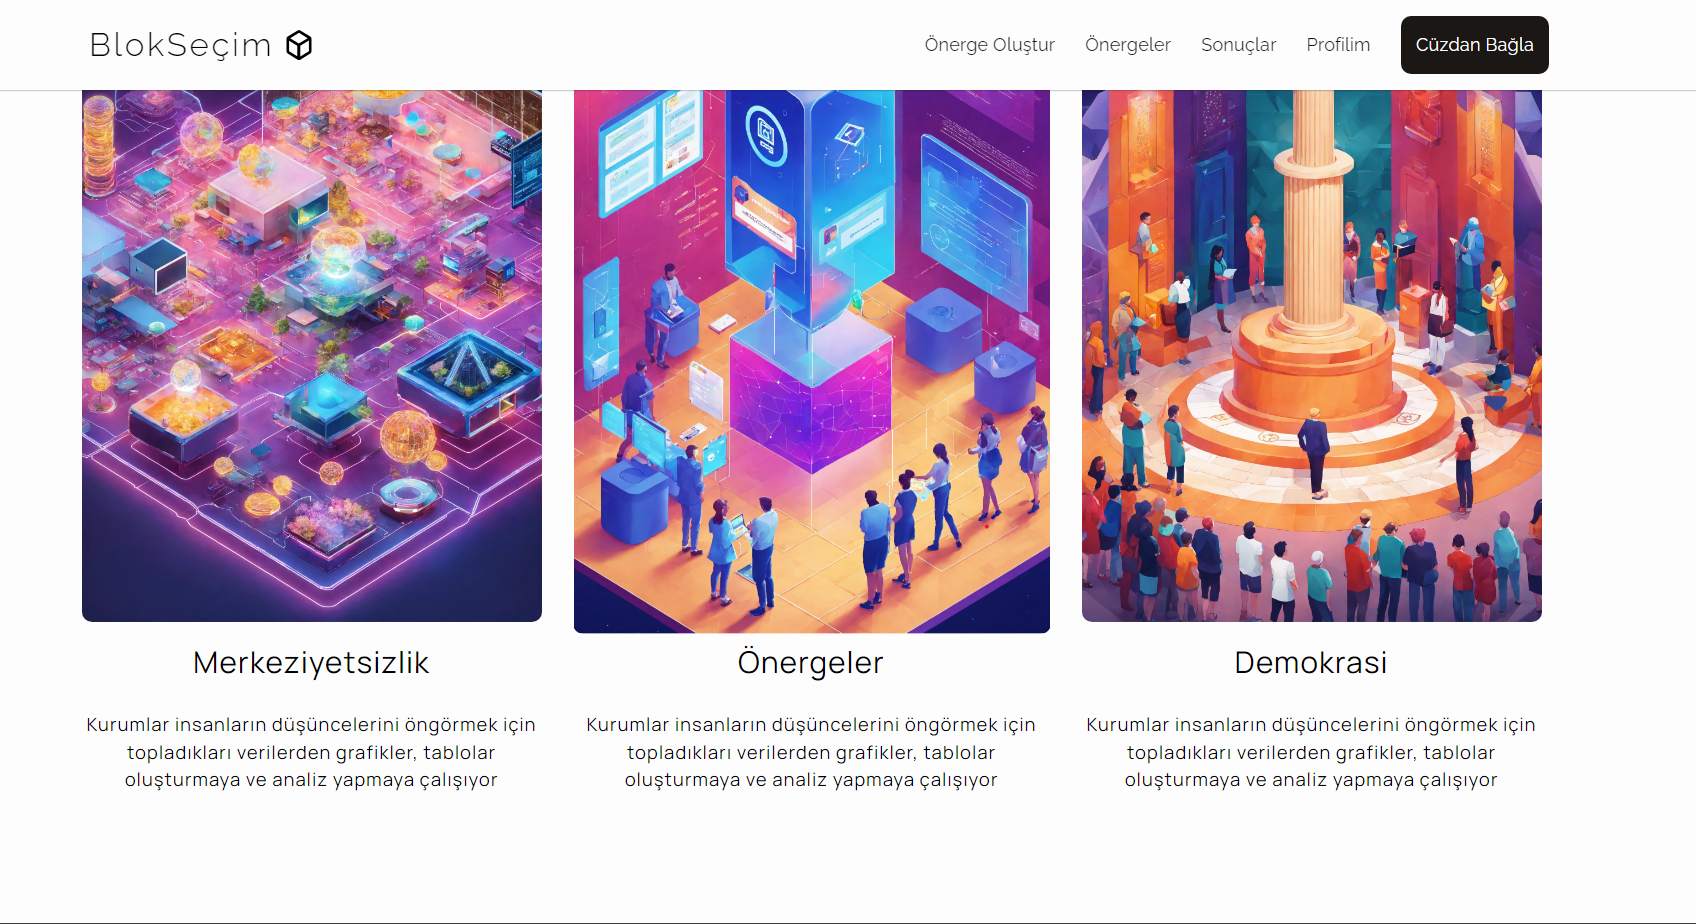 BlokSeçim
Önerge Oluştur
Önergeler
Sonuçlar
Profilim
Cüzdan Bağla
Merkeziyetsizlik
Kurumlar insanların düşüncelerini öngörmek için
topladıkları verilerden grafikler, tablolar
oluşturmaya ve analiz yapmaya çalışıyor
Önergeler
Kurumlar insanların düşüncelerini öngörmek için
topladıkları verilerden grafikler, tablolar
oluşturmaya ve analiz yapmaya çalışıyor
Demokrasi
Kurumlar insanların düşüncelerini öngörmek için
topladıkları verilerden grafikler, tablolar
oluşturmaya ve analiz yapmaya çalışıyor